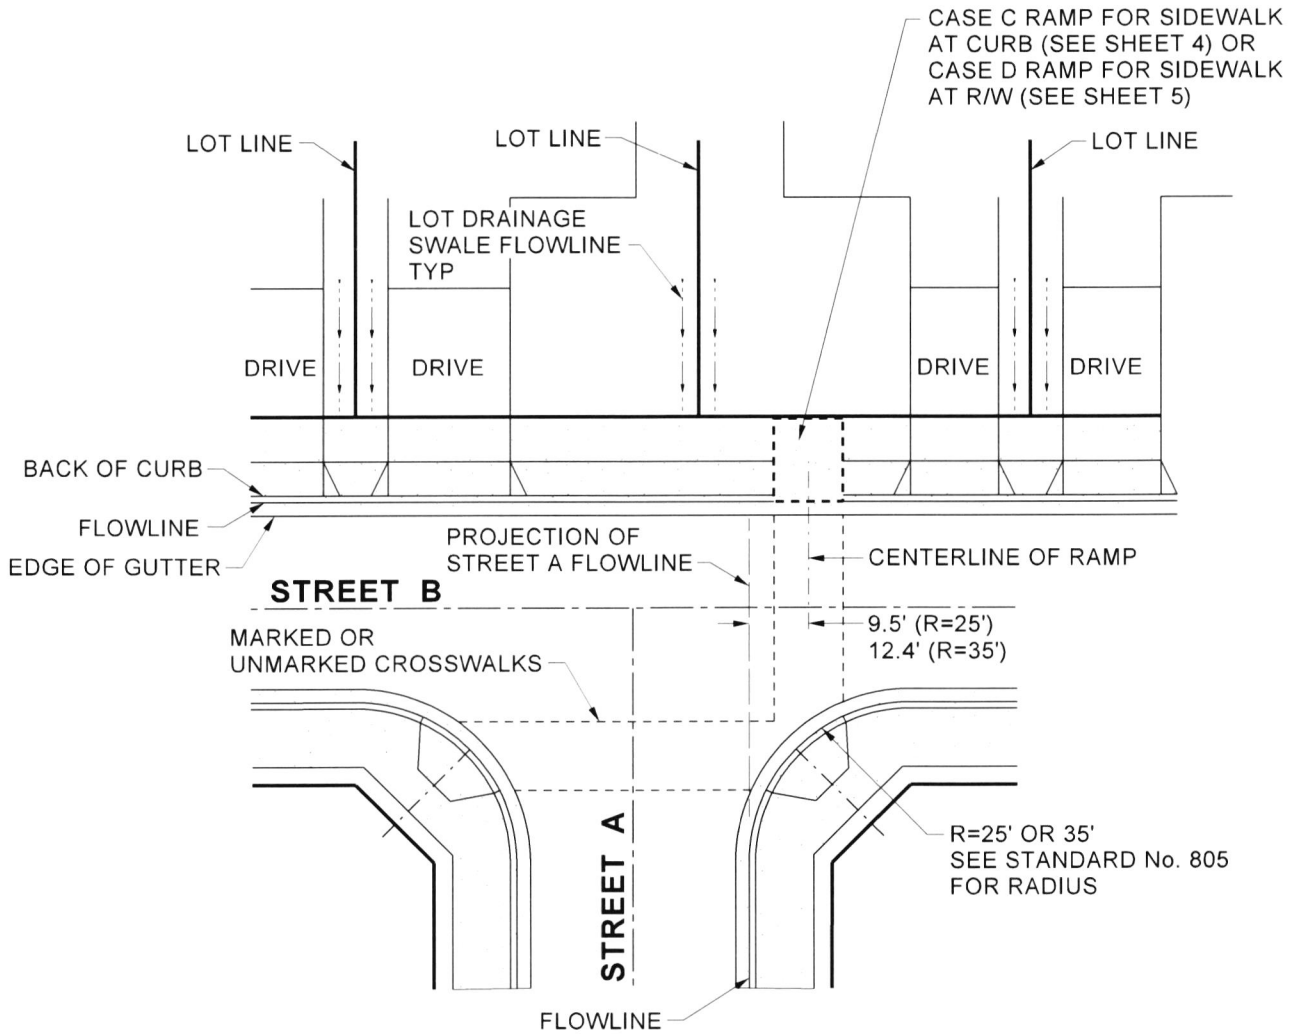 CASE C RAMP FOR SIDEWALK
AT CURB (SEE SHEET 4) OR
CASE D RAMP FOR SIDEWALK
AT R/W (SEE SHEET 5)
LOT LINE
LOT LINE
LOT LINE
LOT DRAINAGE
SWALE FLOWLINE
TYP
DRIVE
DRIVE
DRIVE
DRIVE
BACK OF CURB
FLOWLINE
EDGE OF GUTTER
PROJECTION OF
STREET A FLOWLINE
CENTERLINE OF RAMP
STREET B
9.5' (R=25')
12.4' (R=35')
MARKED OR
UNMARKED CROSSWALKS
STREET A
R=25' OR 35'
SEE STANDARD No. 805
FOR RADIUS
FLOWLINE